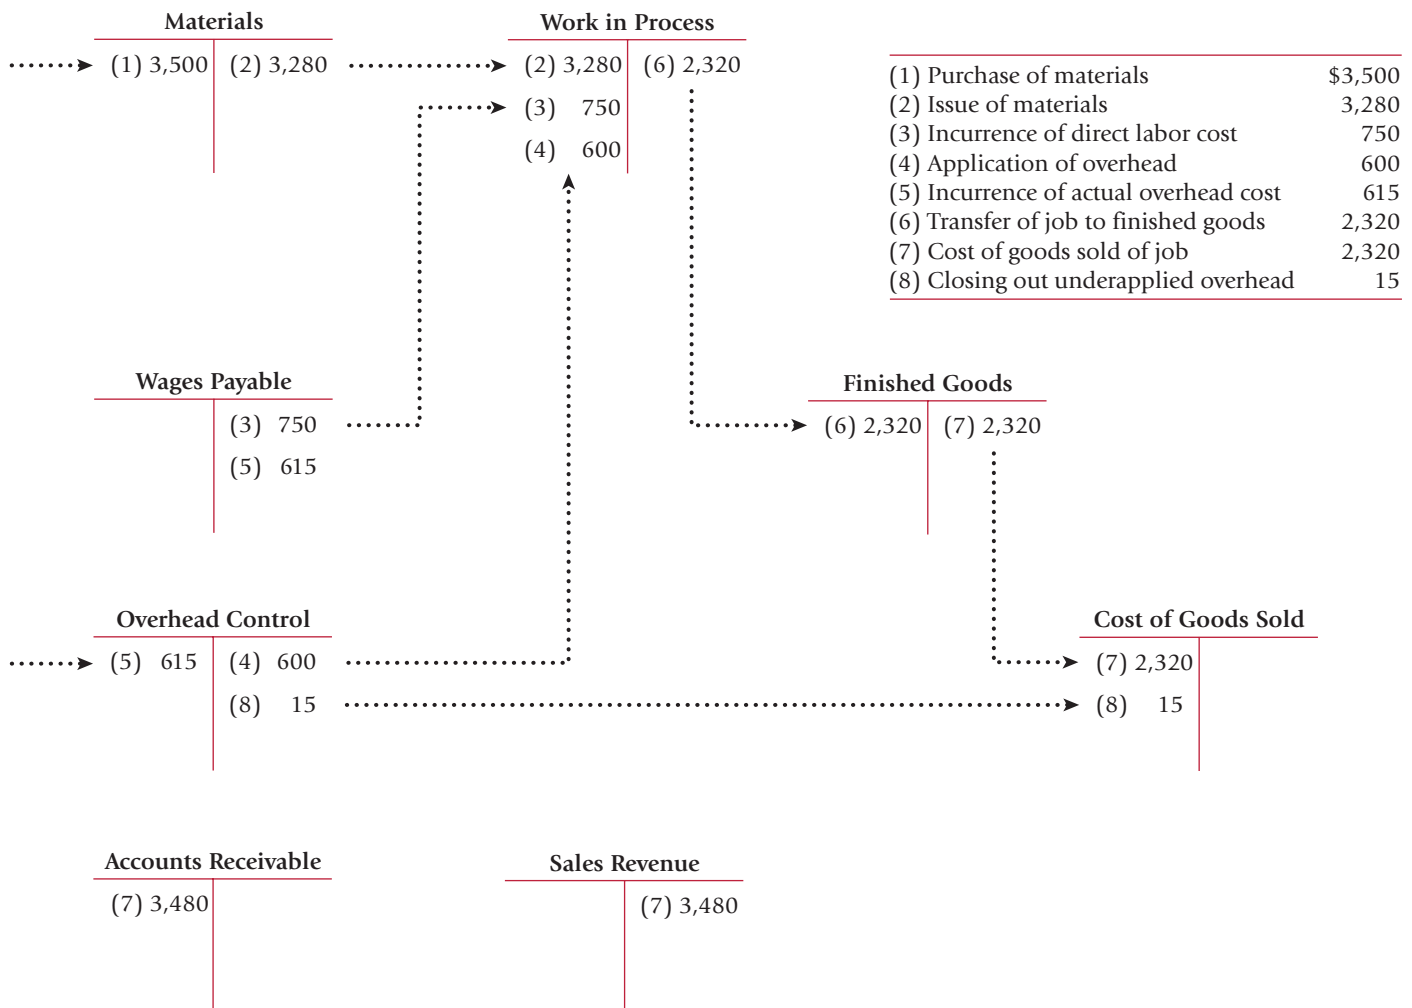 Materials
(1) 3,500 (2) 3,280
Work in Process
(2) 3,280 (6) 2,320
(3) 750
(4) 600
(1) Purchase of materials $3,500
(2) Issue of materials 3,280
(3) Incurrence of direct labor cost 750
(4) Application of overhead 600
(5) Incurrence of actual overhead cost 615
(6) Transfer of job to finished goods 2,320
(7) Cost of goods sold of job 2,320
(8) Closing out underapplied overhead 15
Wages Payable
(3) 750
(5) 615
Finished Goods
(6) 2,320 (7) 2,320
Overhead Control
(5) 615 (4) 600
(8) 15
Cost of Goods Sold
(7) 2,320
(8) 15
Accounts Receivable
(7) 3,480
Sales Revenue
(7) 3,480